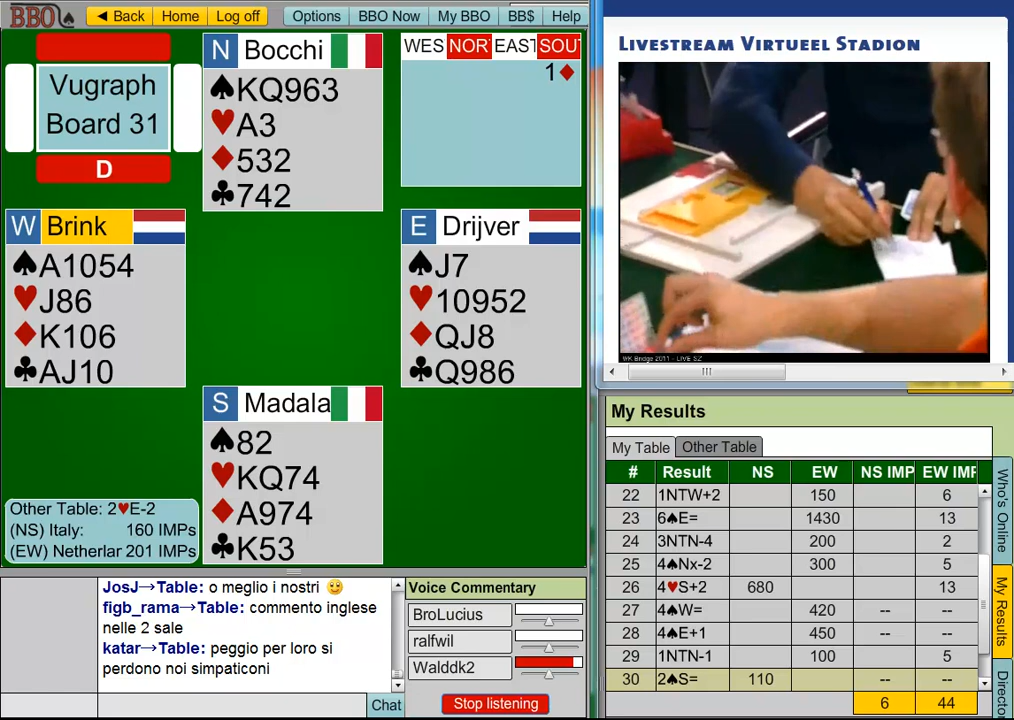 BBO
◄ Back Home Log off Options BBO Now My BBO BB$ Help
Vugraph
Board 31
D
N Bocchi
♠KQ963
♥A3
♦532
♣742
WES NOR EAST SOU
1♦
W Brink
♠A1054
♥J86
♦K106
♣AJ10
E Drijver
♠J7
♥10952
♦QJ8
♣Q986
S Madala
♠82
♥KQ74
♦A974
♣K53
Other Table: 2♥E-2
(NS) Italy: 160 IMPs
(EW) Netherlar 201 IMPs
JosJ→Table: o meglio i nostri
figb_rama→Table: commento inglese
nelle 2 sale
katar→Table: peggio per loro si
perdono noi simpaticoni
Chat
Voice Commentary
BroLucius
ralfwil
Walddk2
Stop listening
Livestream Virtueel Stadion
WK Bridge 2011 - LIVE SZ
My Results
My Table Other Table
# Result NS EW NS IMP EW IMF
22 1NTW+2 150 6
23 6♠E= 1430 13
24 3NTN-4 200 2
25 4♠Nx-2 300 5
26 4♥S+2 680 13
27 4♠W= 420 -- --
28 4♠E+1 450 -- --
29 1NTN-1 100 5
30 2♠S= 110 -- --
6 44
Who's Online
My Results
Director